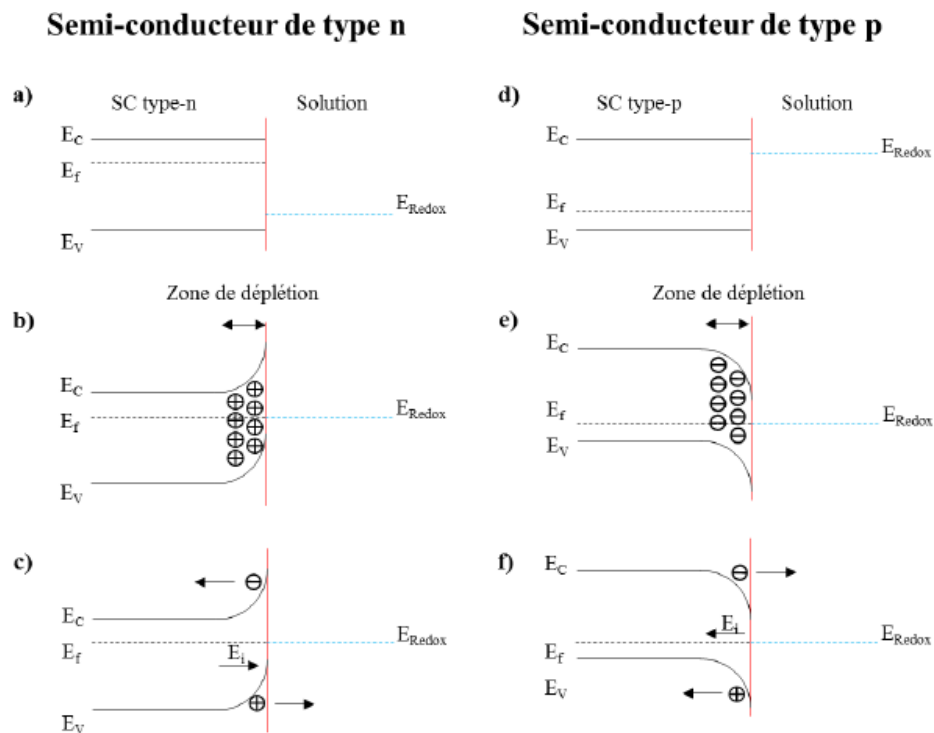 Semi-conducteur de type n
Semi-conducteur de type p
a)
SC type-n
Solution
E_C
E_f
E_Redox
E_V
d)
SC type-p
Solution
E_C
E_Redox
E_f
E_V
Zone de déplétion
b)
E_C
E_f
E_Redox
E_V
Zone de déplétion
e)
E_C
E_f
E_Redox
E_V
c)
E_C
E_Redox
E_f
E_i
E_V
f)
E_C
E_i
E_Redox
E_f
E_V